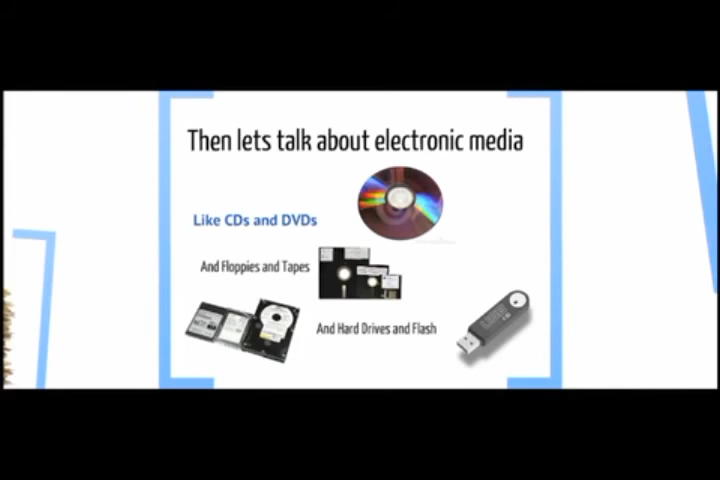 Then lets talk about electronic media
Like CDs and DVDs
And Floppies and Tapes
And Hard Drives and Flash